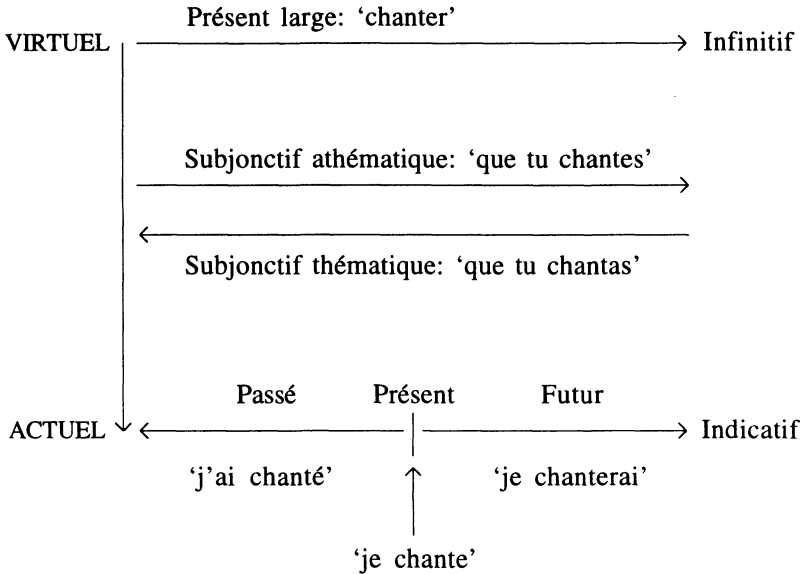 Présent large: ‘chanter’
VIRTUEL Infinitif
Subjonctif athématique: ‘que tu chantes’
Subjonctif thématique: ‘que tu chantas’
Passé Présent Futur
ACTUEL Indicatif
‘j’ai chanté’ ‘je chanterai’
‘je chante’